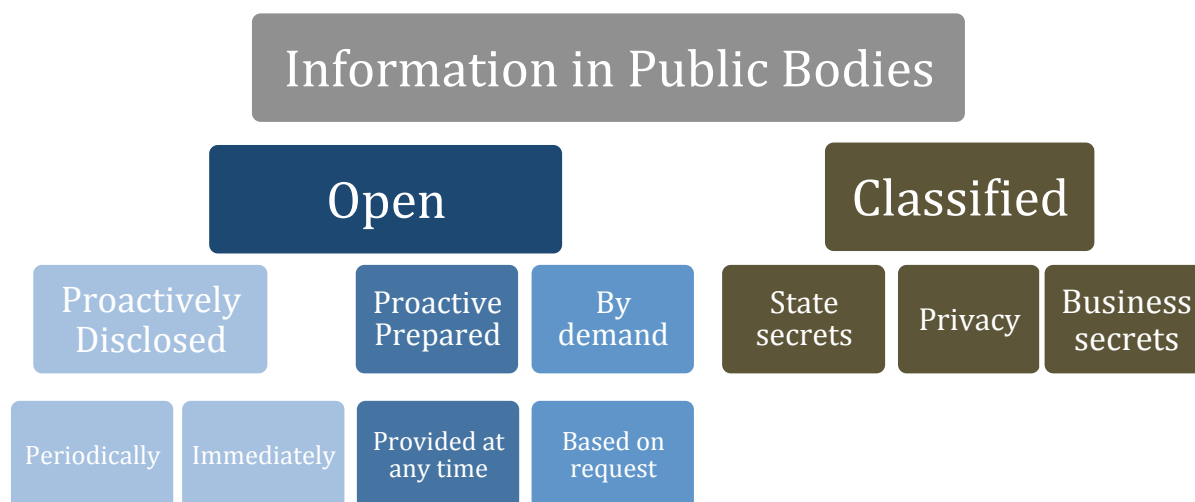 Information in Public Bodies
Open
Classified
Proactively
Disclosed
Proactive
Prepared
By
demand
State
secrets
Privacy
Business
secrets
Periodically
Immediately
Provided at
any time
Based on
request